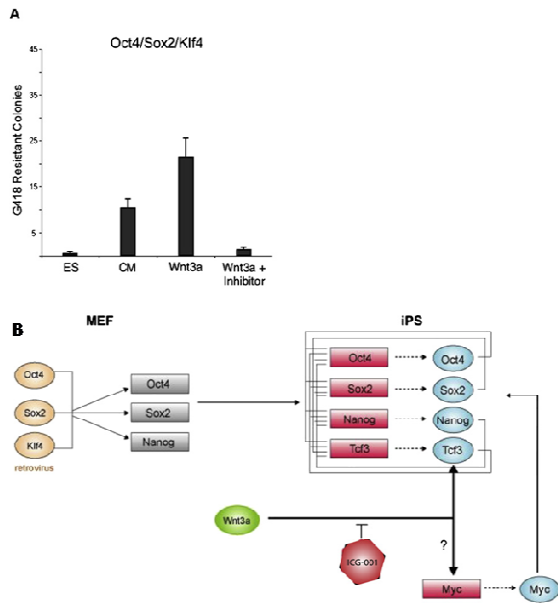 A
Oct4/Sox2/Klf4
G418 Resistant Colonies
45
35
25
15
5
ES
CM
Wnt3a
Wnt3a +
Inhibitor
B
MEF
iPS
Oct4
Sox2
Klf4
retrovirus
Oct4
Sox2
Nanog
Oct4
Oct4
Sox2
Sox2
Nanog
Nanog
Tcf3
Tcf3
Wnt3a
ICG-001
?
Myc
Myc